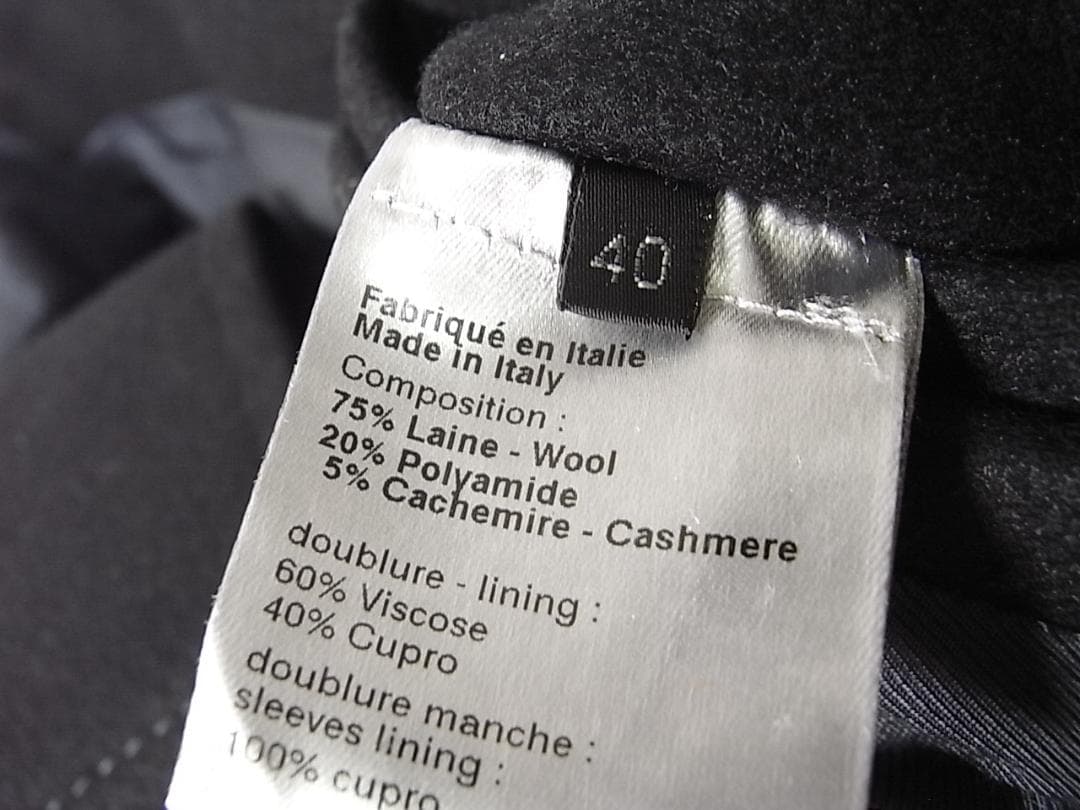 40
Fabriqué en Italie
Made in Italy
Composition :
75% Laine - Wool
20% Polyamide
5% Cachemire - Cashmere
doublure - lining :
60% Viscose
40% Cupro
doublure manche :
sleeves lining :
100% cupro